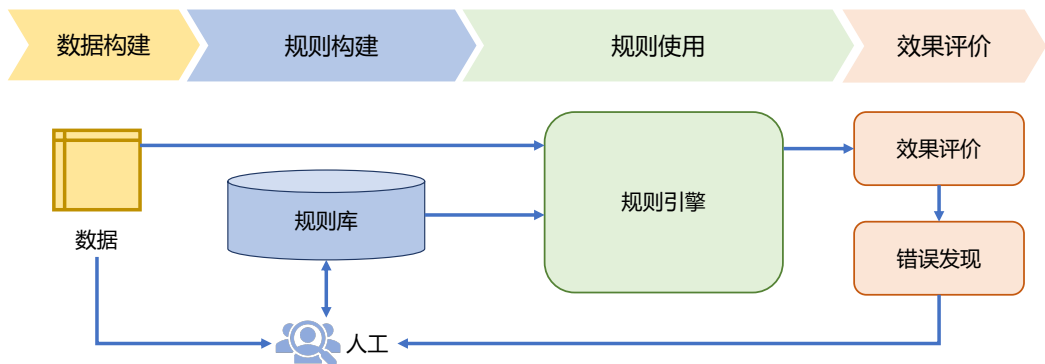 数据构建
规则构建
规则使用
效果评价
数据
规则库
规则引擎
效果评价
错误发现
人工